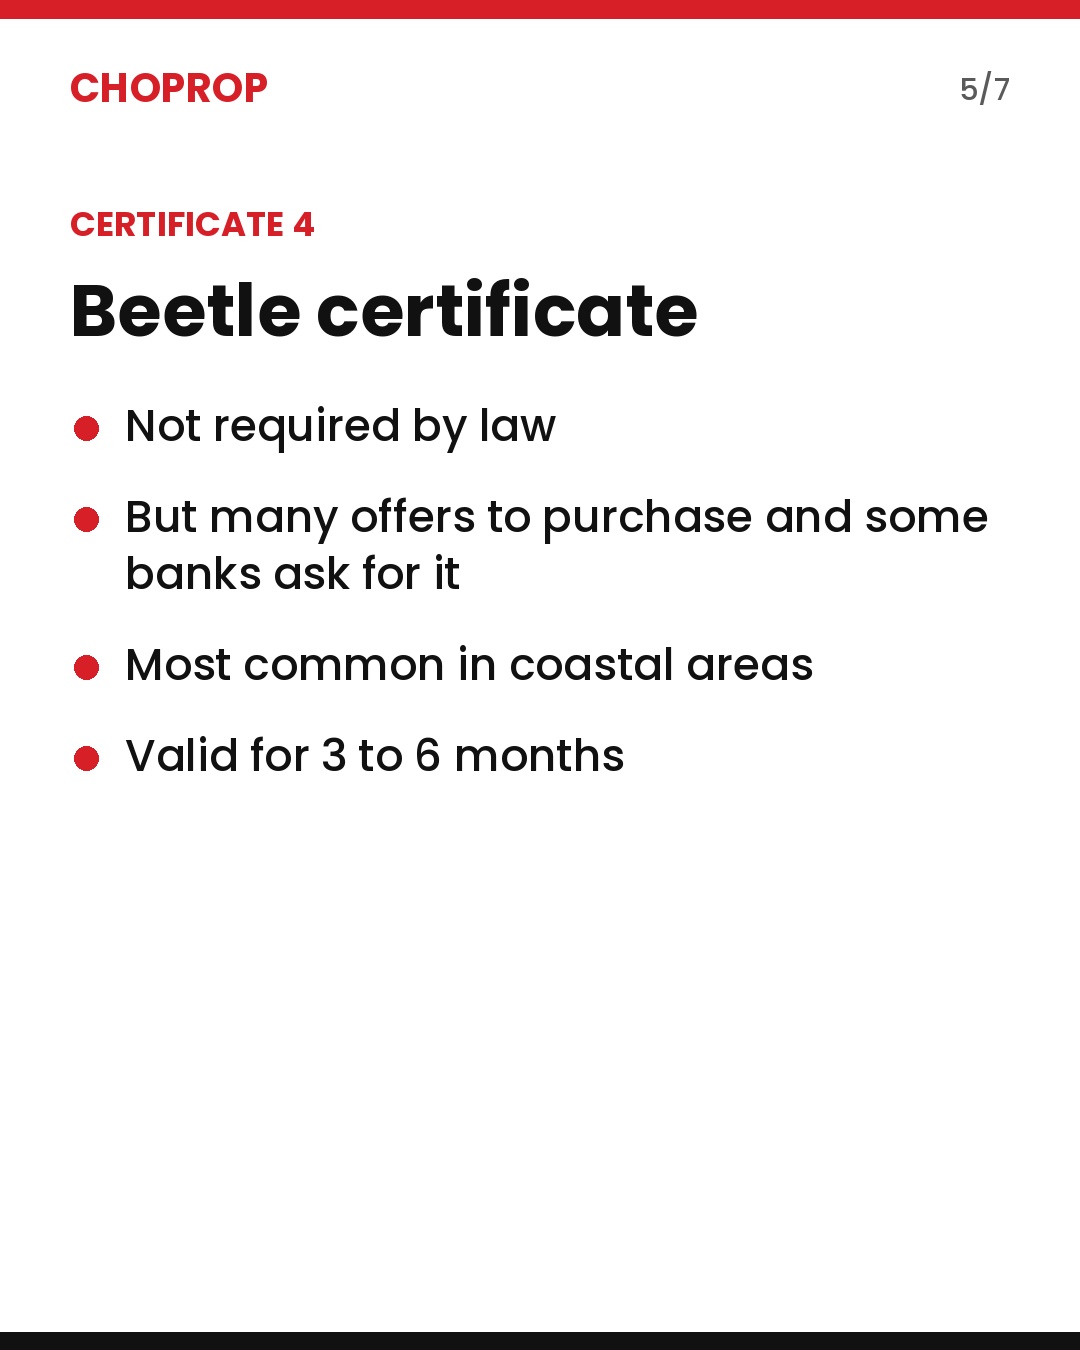 CHOPROP
5/7
CERTIFICATE 4
Beetle certificate
Not required by law
But many offers to purchase and some
banks ask for it
Most common in coastal areas
Valid for 3 to 6 months